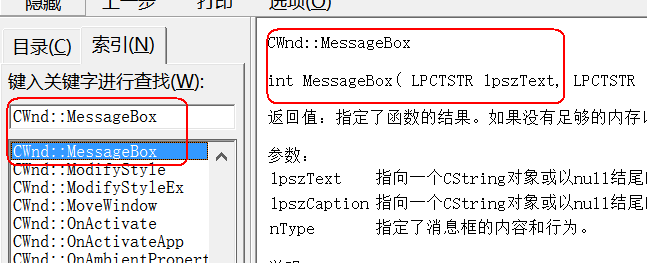 隐藏 上一步 打印 选项(O)
目录(C) 索引(N)
键入关键字进行查找(W):
CWnd::MessageBox
CWnd::MessageBox
CWnd::ModifyStyle
CWnd::ModifyStyleEx
CWnd::MoveWindow
CWnd::OnActivate
CWnd::OnActivateApp
CWnd::OnAmbientPropert
CWnd::MessageBox
int MessageBox( LPCTSTR lpszText, LPCTSTR
返回值：指定了函数的结果。如果没有足够的内存
参数：
lpszText 指向一个CString对象或以null结尾
lpszCaption 指向一个CString对象或以null结尾
nType 指定了消息框的内容和行为。